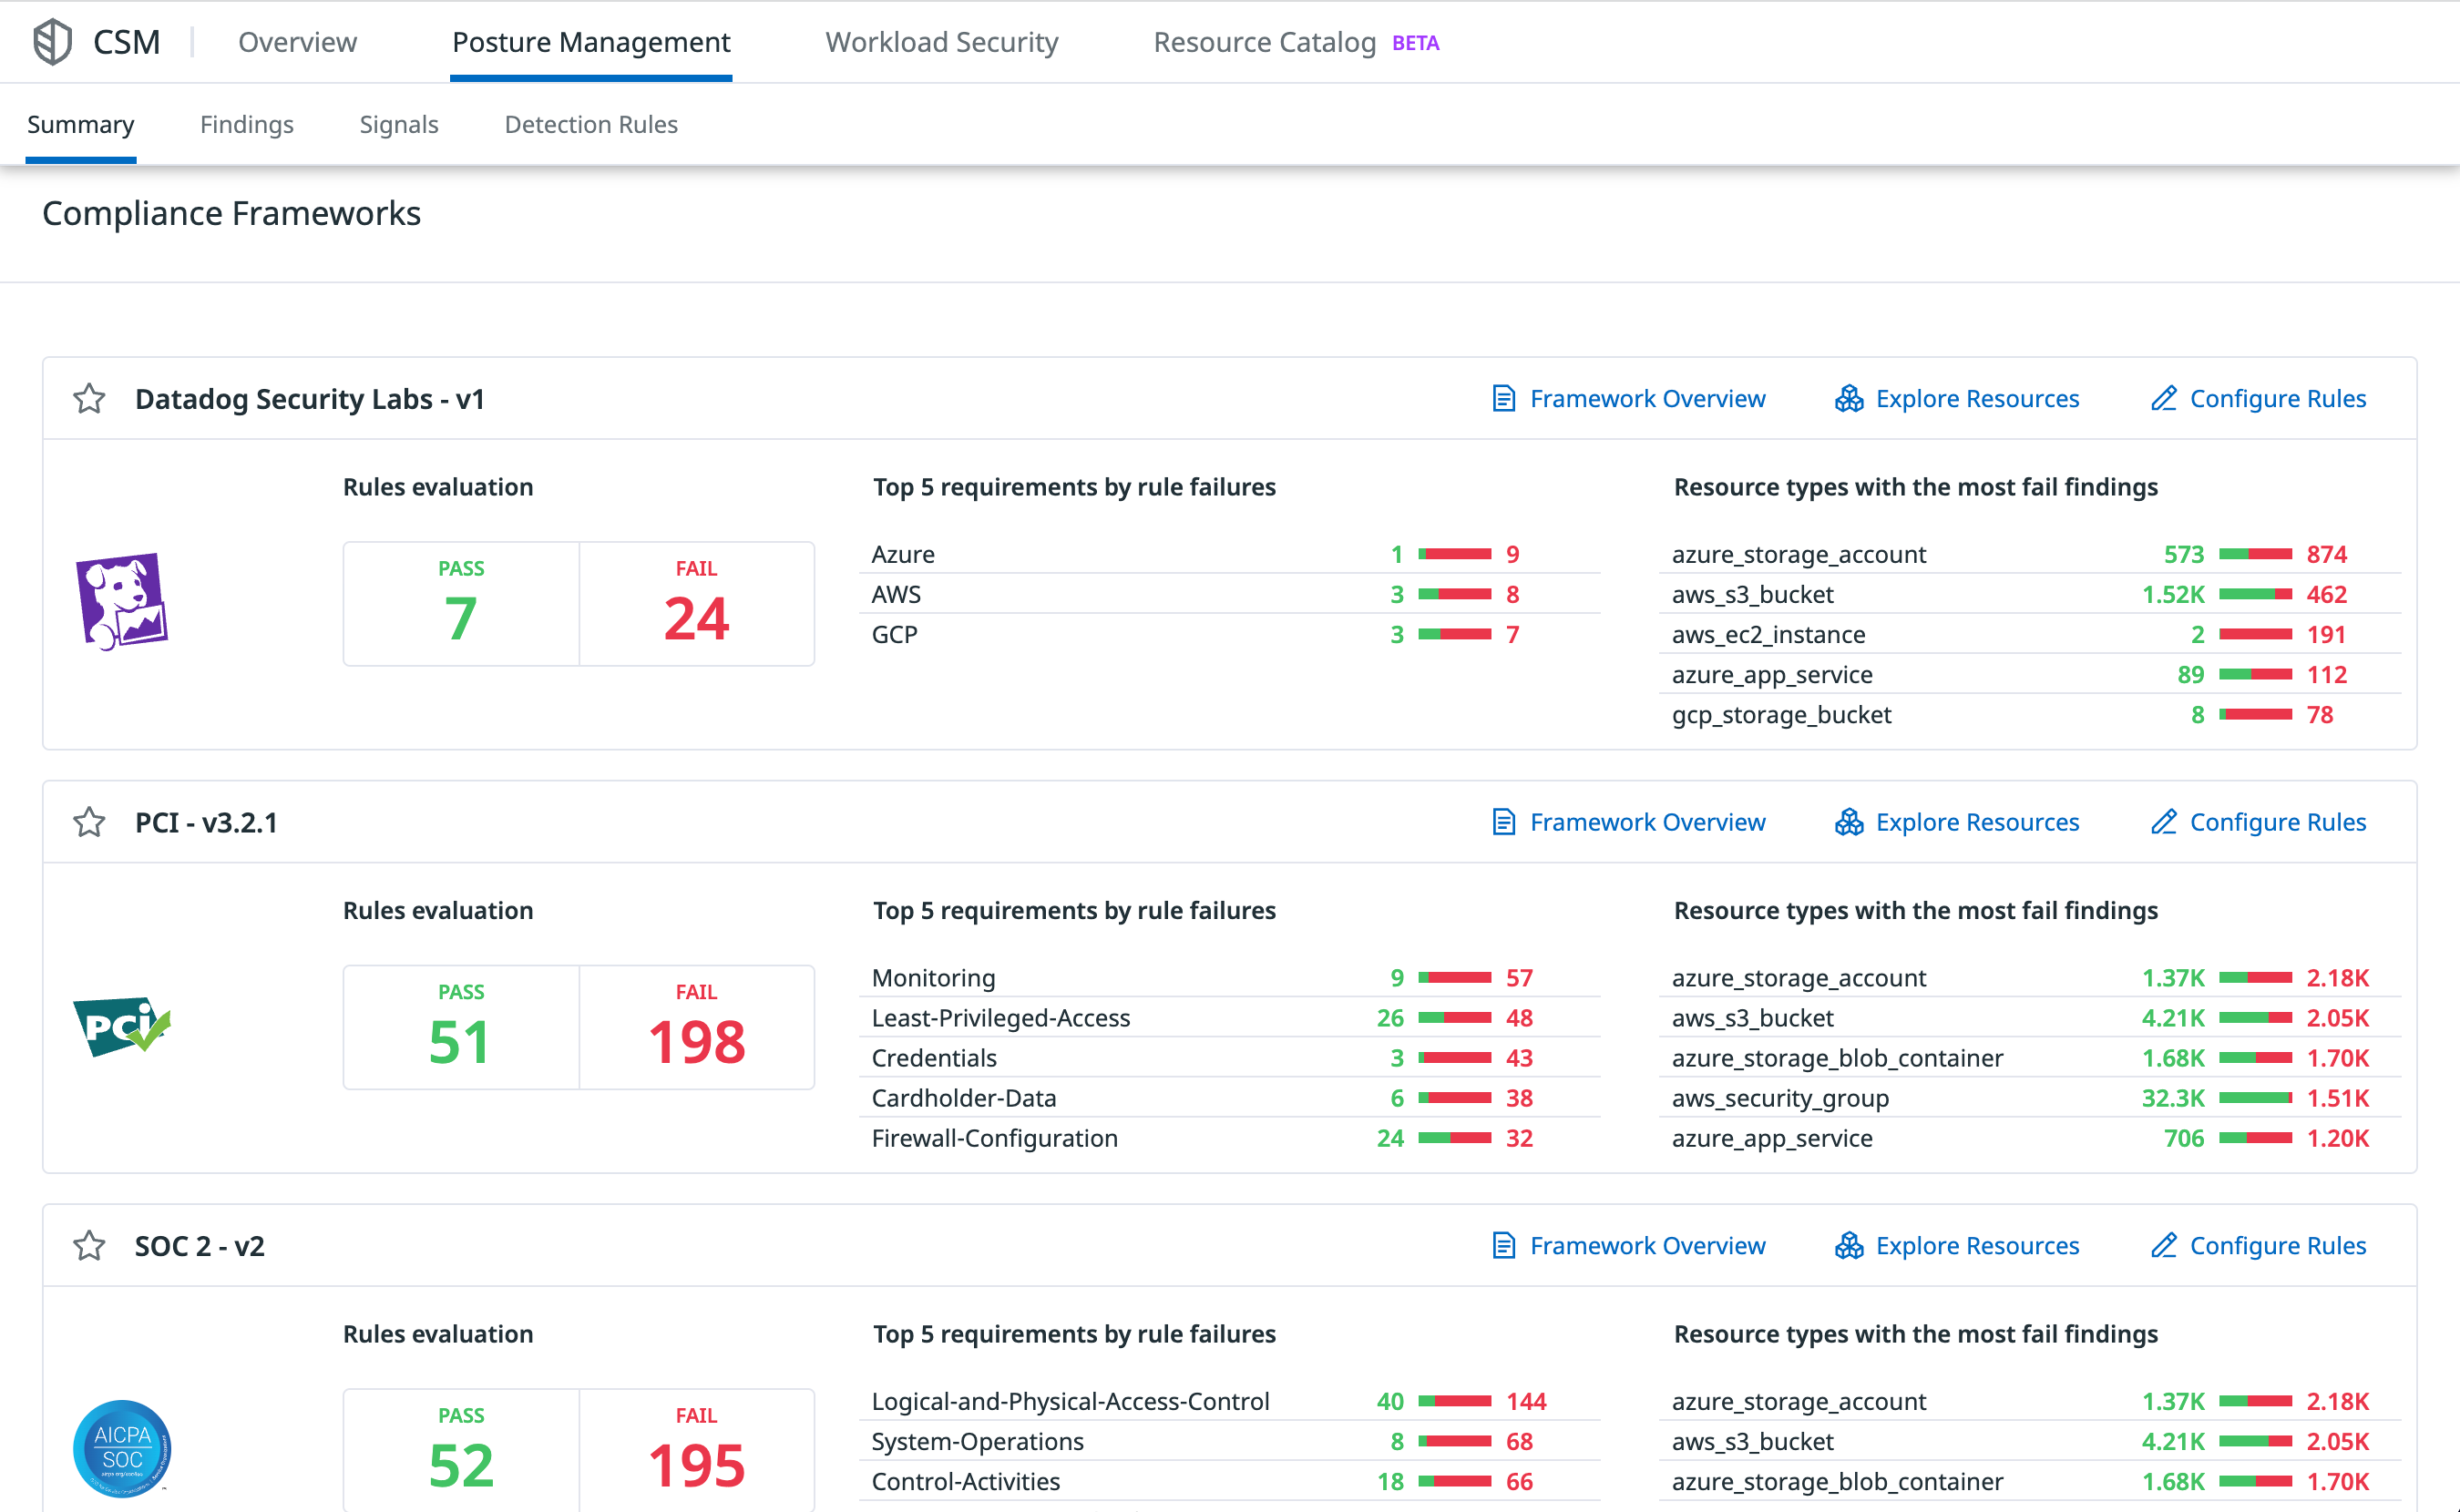 CSM
Overview
Posture Management
Workload Security
Resource Catalog BETA
Summary
Findings
Signals
Detection Rules
Compliance Frameworks
Datadog Security Labs - v1
Framework Overview
Explore Resources
Configure Rules
Rules evaluation
PASS
7
FAIL
24
Top 5 requirements by rule failures
Azure 1 9
AWS 3 8
GCP 3 7
Resource types with the most fail findings
azure_storage_account 573 874
aws_s3_bucket 1.52K 462
aws_ec2_instance 2 191
azure_app_service 89 112
gcp_storage_bucket 8 78
PCI - v3.2.1
Framework Overview
Explore Resources
Configure Rules
PCi
Rules evaluation
PASS
51
FAIL
198
Top 5 requirements by rule failures
Monitoring 9 57
Least-Privileged-Access 26 48
Credentials 3 43
Cardholder-Data 6 38
Firewall-Configuration 24 32
Resource types with the most fail findings
azure_storage_account 1.37K 2.18K
aws_s3_bucket 4.21K 2.05K
azure_storage_blob_container 1.68K 1.70K
aws_security_group 32.3K 1.51K
azure_app_service 706 1.20K
SOC 2 - v2
Framework Overview
Explore Resources
Configure Rules
AICPA
SOC
Rules evaluation
PASS
52
FAIL
195
Top 5 requirements by rule failures
Logical-and-Physical-Access-Control 40 144
System-Operations 8 68
Control-Activities 18 66
Resource types with the most fail findings
azure_storage_account 1.37K 2.18K
aws_s3_bucket 4.21K 2.05K
azure_storage_blob_container 1.68K 1.70K